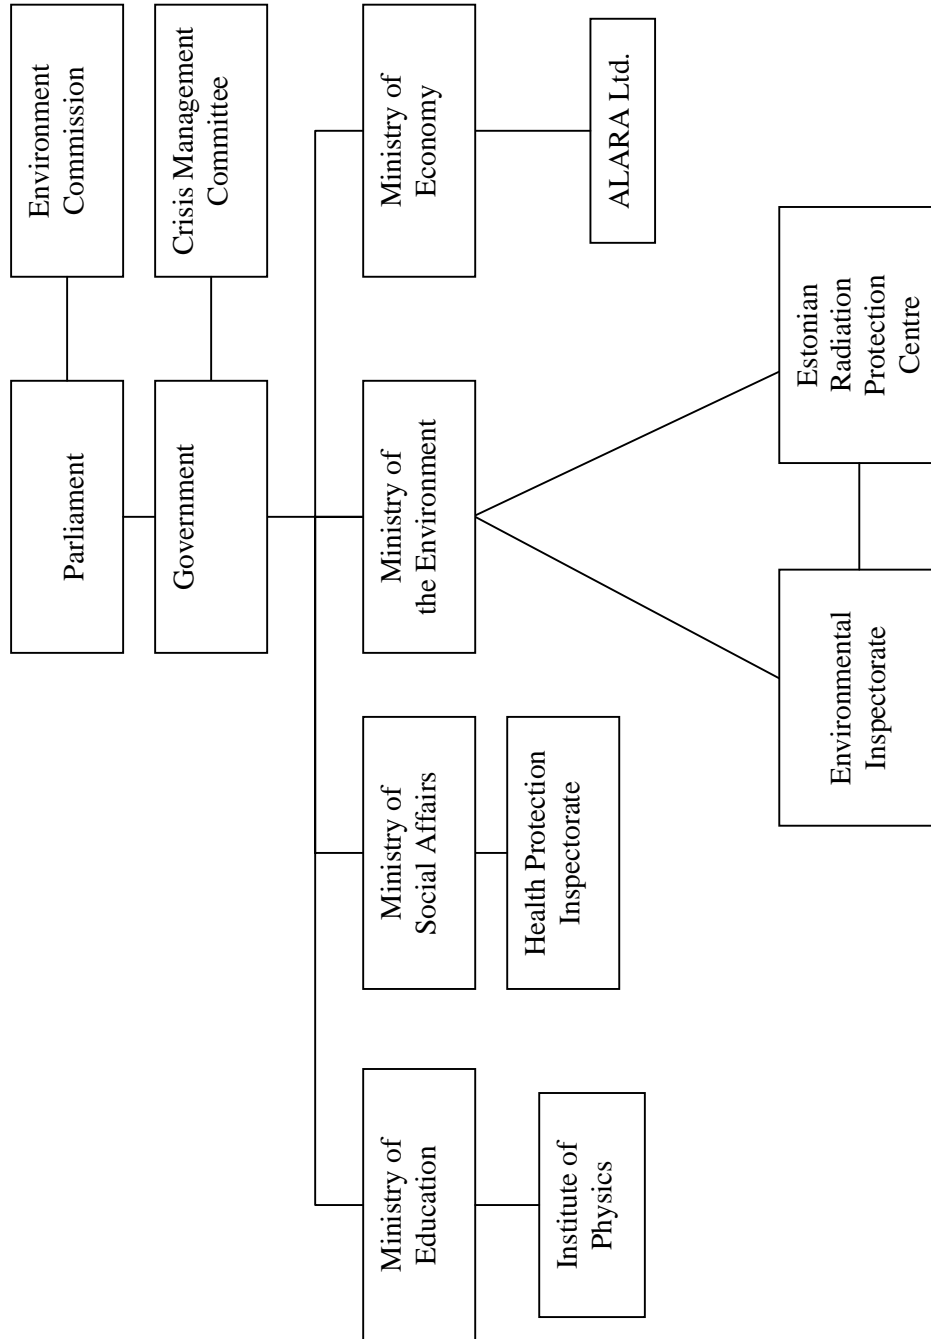 Parliament
Environment
Commission
Government
Crisis Management
Committee
Ministry of
Education
Ministry of
Social Affairs
Ministry of
the Environment
Ministry of
Economy
Institute of
Physics
Health Protection
Inspectorate
ALARA Ltd.
Environmental
Inspectorate
Estonian
Radiation
Protection
Centre